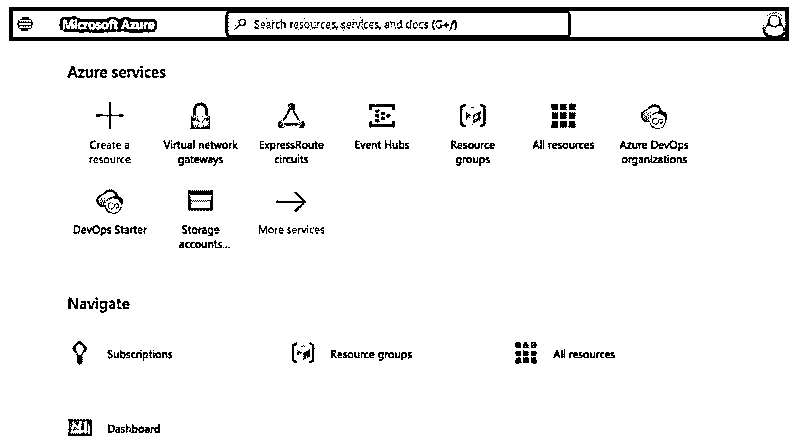 Microsoft Azure
Search resources, services, and docs (G+/)
Azure services
Create a
resource
Virtual network
gateways
ExpressRoute
circuits
Event Hubs
Resource
groups
All resources
Azure DevOps
organizations
DevOps Starter
Storage
accounts...
More services
Navigate
Subscriptions
Resource groups
All resources
Dashboard